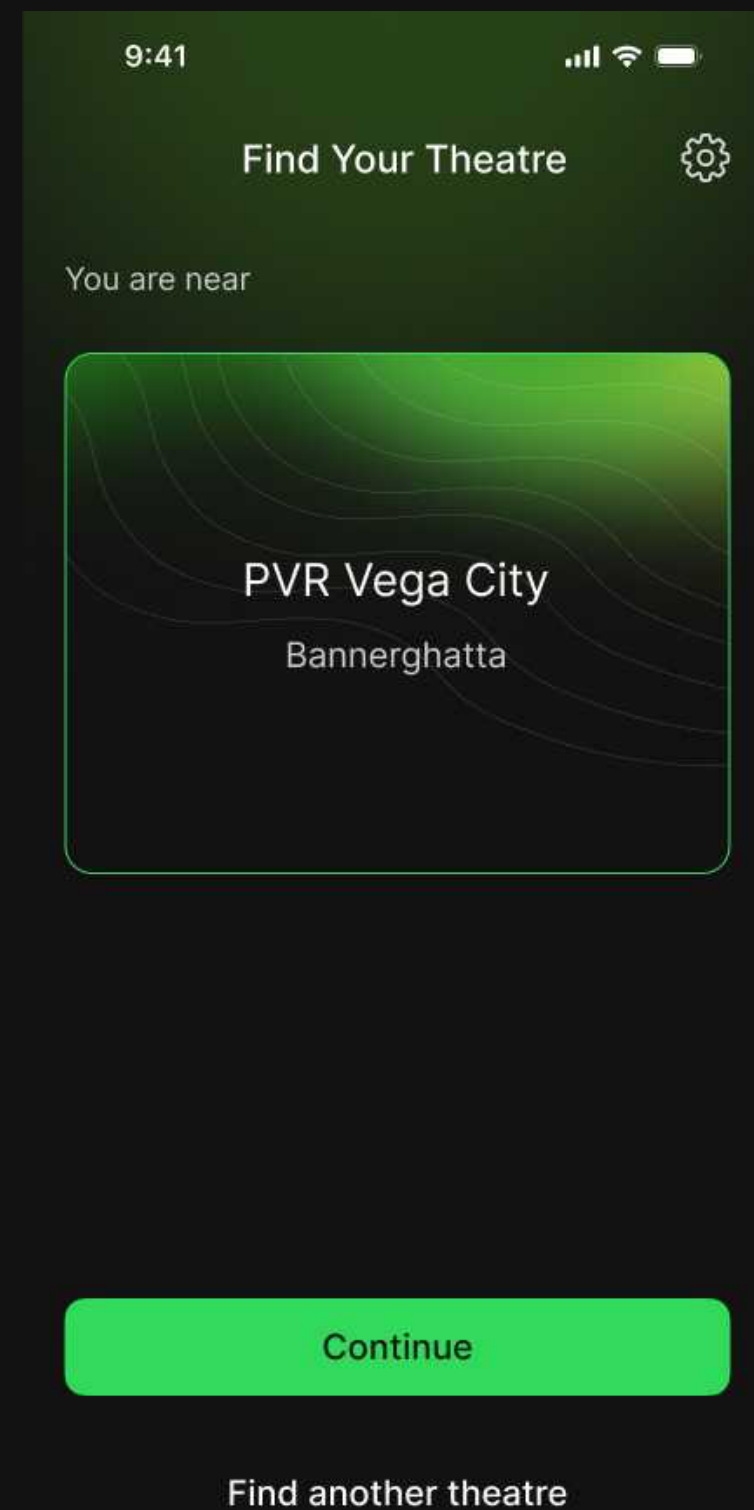 9:41
Find Your Theatre
You are near
PVR Vega City
Bannerghatta
Continue
Find another theatre